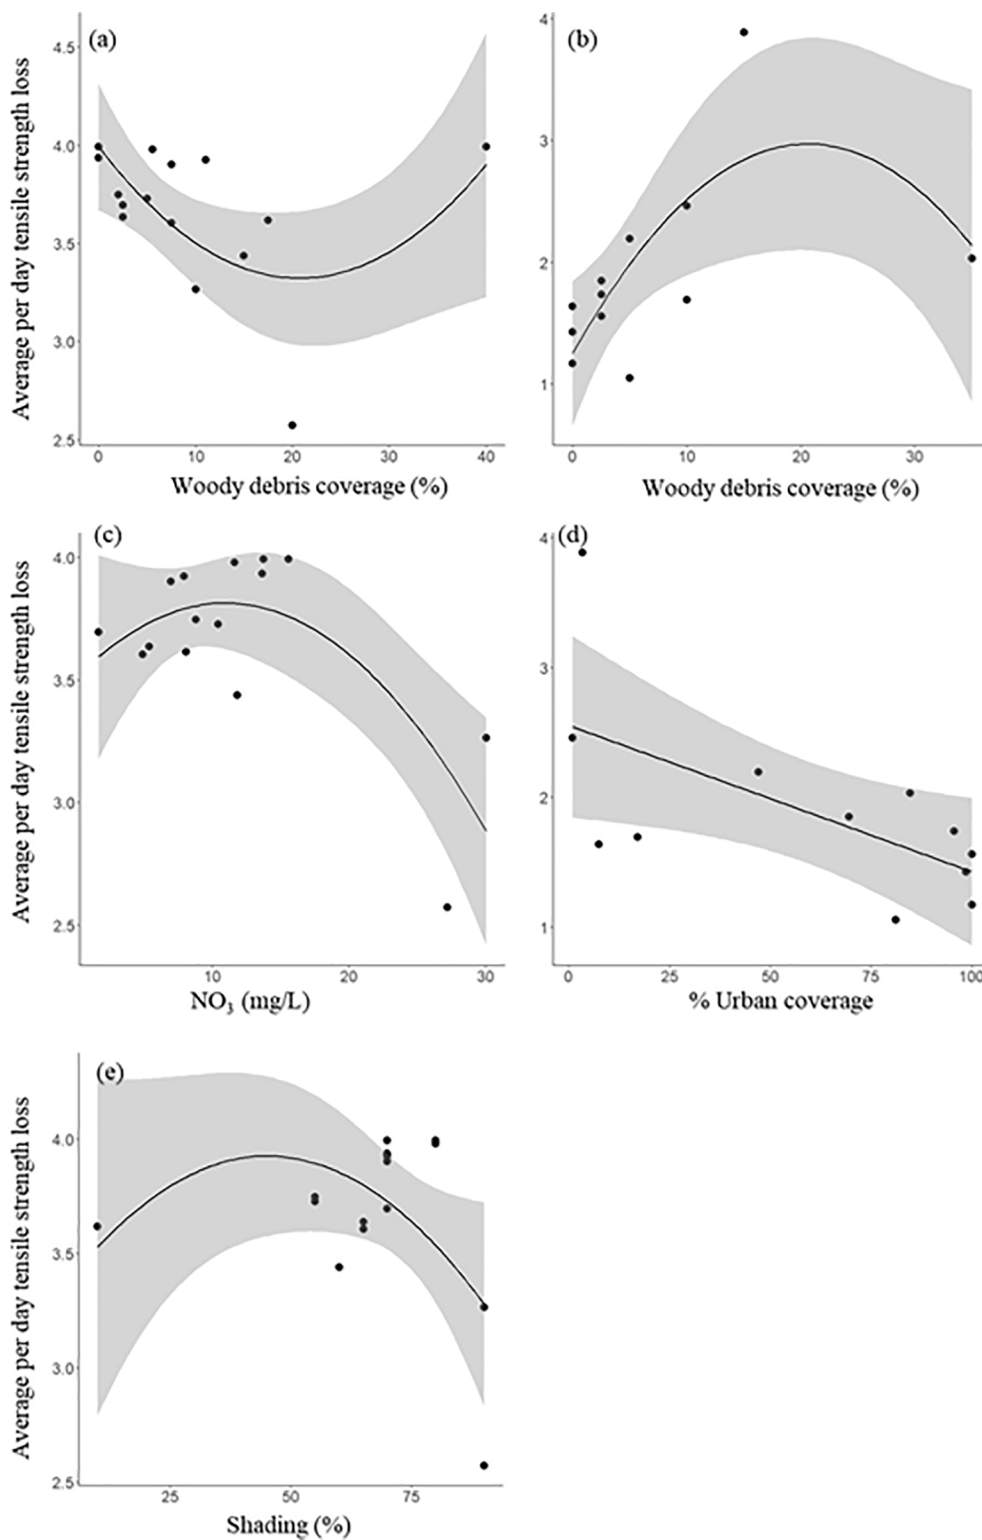 (a)
Average per day tensile strength loss
4.5
4.0
3.5
3.0
2.5
0 10 20 30 40
Woody debris coverage (%)
(b)
4
3
2
1
0 10 20 30
Woody debris coverage (%)
(c)
Average per day tensile strength loss
4.0
3.5
3.0
2.5
10 20 30
NO₃ (mg/L)
(d)
4
3
2
1
0 25 50 75 100
% Urban coverage
(e)
Average per day tensile strength loss
4.0
3.5
3.0
2.5
25 50 75
Shading (%)